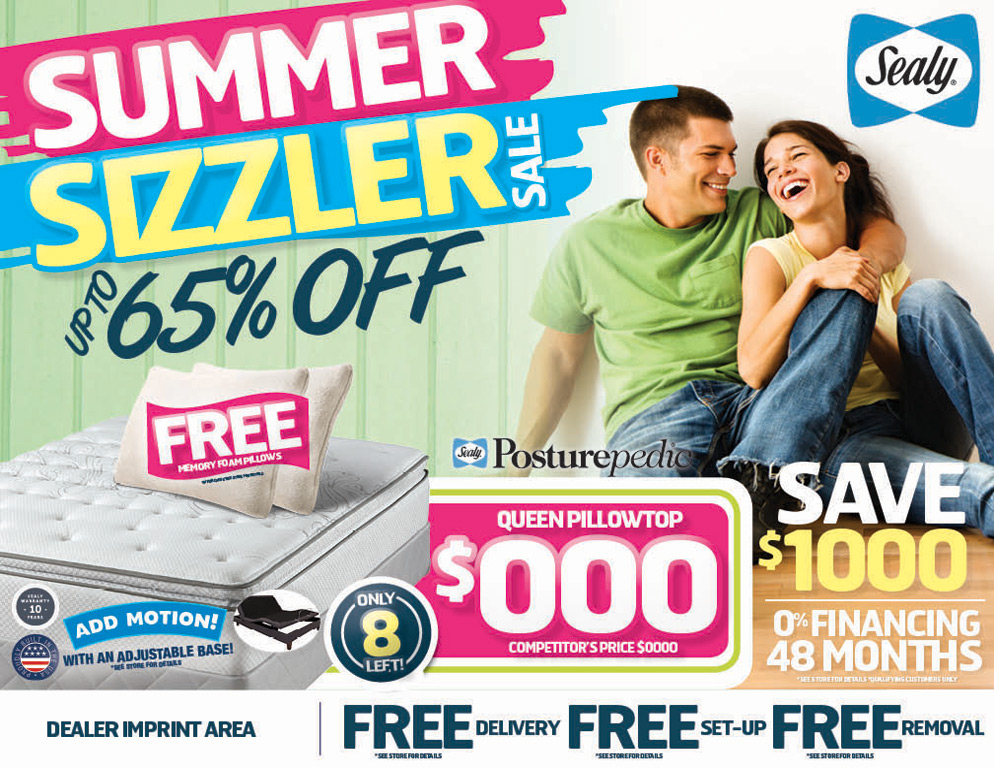 SUMMER
SIZZLER
SALE
UP TO 65% OFF
Sealy®
FREE
MEMORY FOAM PILLOWS
Sealy Posturepedic
QUEEN PILLOWTOP
$000
COMPETITOR'S PRICE $0000
SAVE
$1000
0% FINANCING
48 MONTHS
*SEE STORE FOR DETAILS *QUALIFYING CUSTOMERS ONLY
SEALY
WARRANTY
10
YEARS
ADD MOTION!
WITH AN ADJUSTABLE BASE!
*SEE STORE FOR DETAILS
ONLY
8
LEFT!
DEALER IMPRINT AREA
FREE DELIVERY FREE SET-UP FREE REMOVAL
*SEE STORE FOR DETAILS *SEE STORE FOR DETAILS *SEE STORE FOR DETAILS